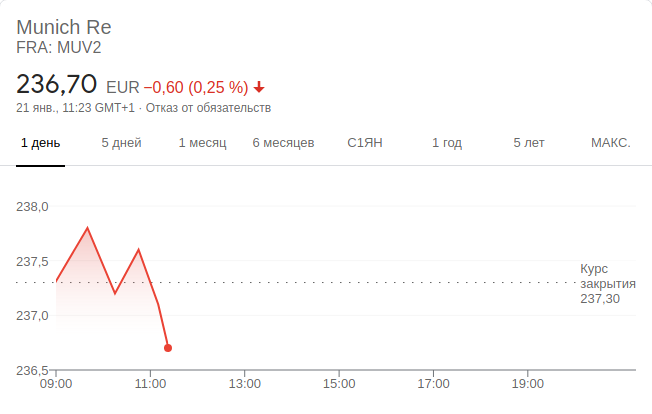 Munich Re
FRA: MUV2
236,70 EUR −0,60 (0,25 %)
21 янв., 11:23 GMT+1 · Отказ от обязательств
1 день 5 дней 1 месяц 6 месяцев С1ЯН 1 год 5 лет МАКС.
238,0
237,5
237,0
236,5
Курс
закрытия
237,30
09:00 11:00 13:00 15:00 17:00 19:00